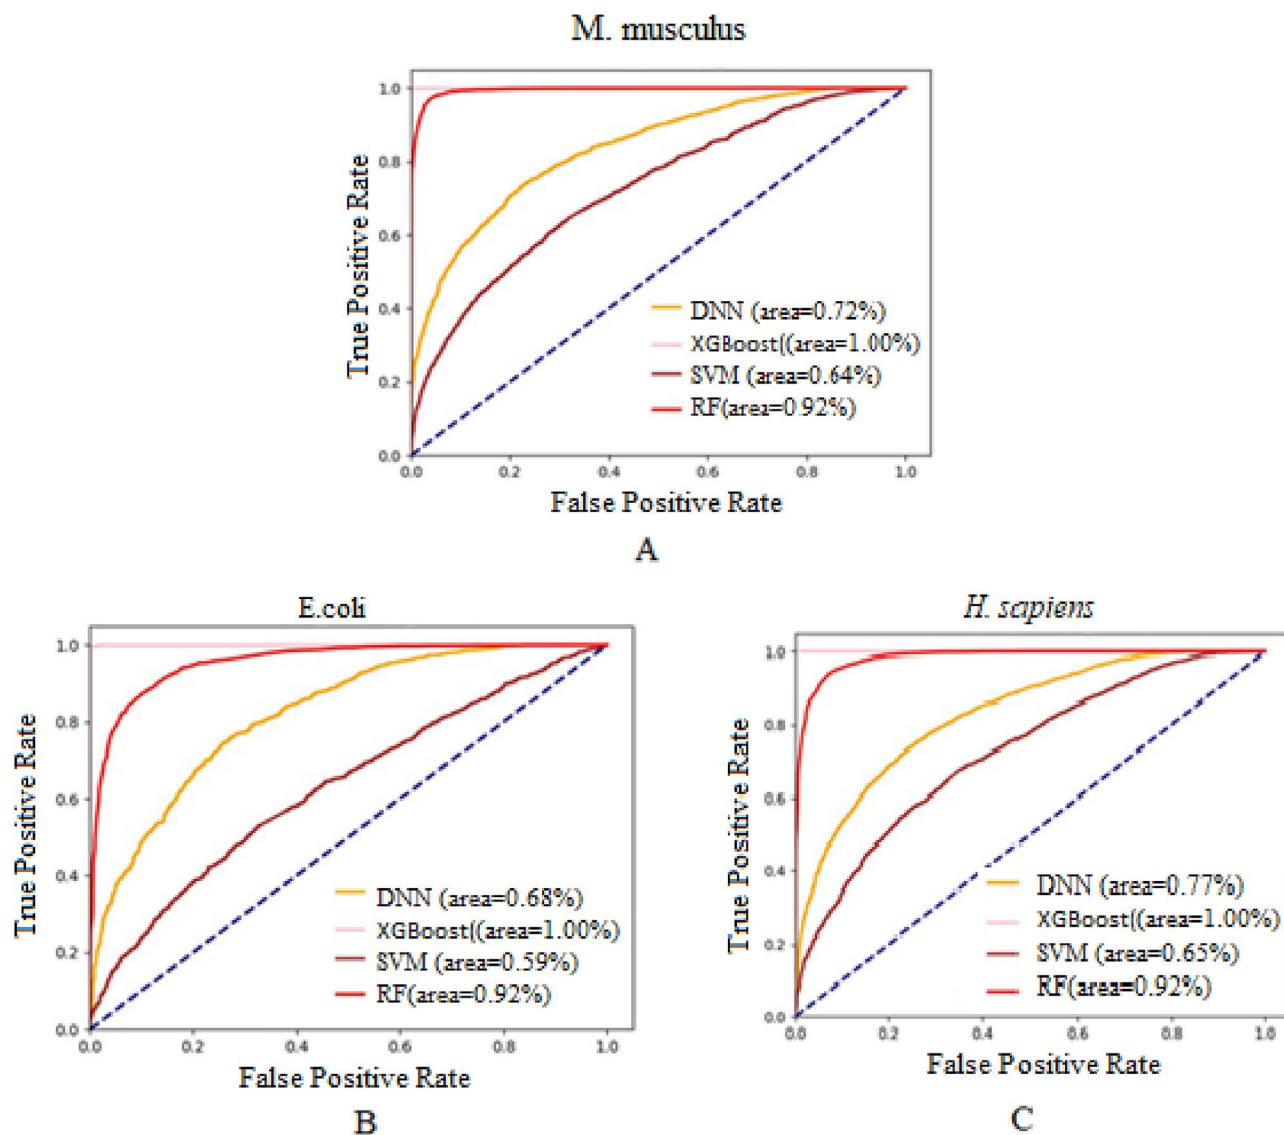 M. musculus
1.0
0.8
0.6
0.4
0.2
0.0
True Positive Rate
DNN (area=0.72%)
XGBoost((area=1.00%)
SVM (area=0.64%)
RF(area=0.92%)
0.0 0.2 0.4 0.6 0.8 1.0
False Positive Rate
A
E.coli
1.0
0.8
0.6
0.4
0.2
0.0
True Positive Rate
DNN (area=0.68%)
XGBoost((area=1.00%)
SVM (area=0.59%)
RF(area=0.92%)
0.0 0.2 0.4 0.6 0.8 1.0
False Positive Rate
B
H. sapiens
1.0
0.8
0.6
0.4
0.2
0.0
True Positive Rate
DNN (area=0.77%)
XGBoost((area=1.00%)
SVM (area=0.65%)
RF(area=0.92%)
0.0 0.2 0.4 0.6 0.8 1.0
False Positive Rate
C